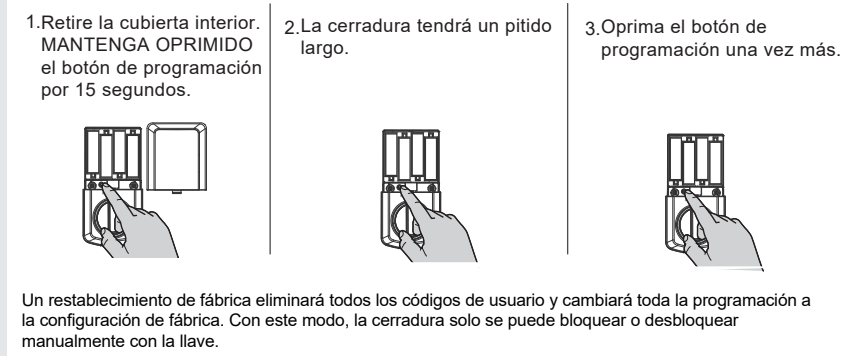 1.Retire la cubierta interior.
MANTENGA OPRIMIDO
el botón de programación
por 15 segundos.
2.La cerradura tendrá un pitido
largo.
3.Oprima el botón de
programación una vez más.
Un restablecimiento de fábrica eliminará todos los códigos de usuario y cambiará toda la programación a
la configuración de fábrica. Con este modo, la cerradura solo se puede bloquear o desbloquear
manualmente con la llave.